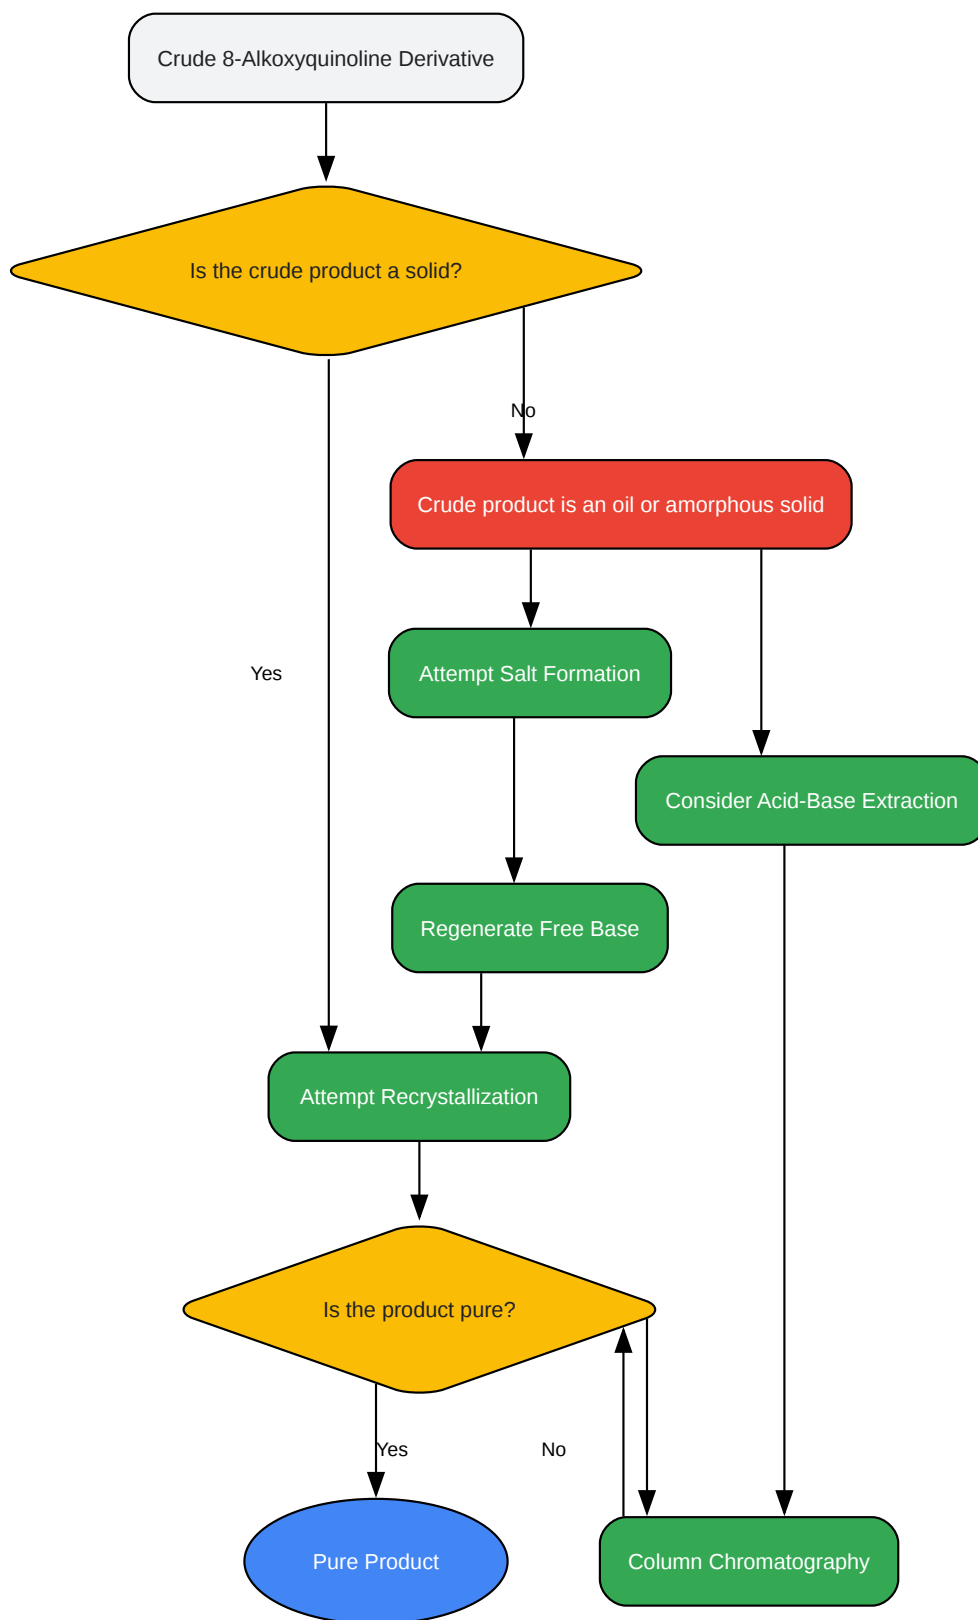 Crude 8-Alkoxyquinoline Derivative
Is the crude product a solid?
No
Crude product is an oil or amorphous solid
Yes
Attempt Salt Formation
Consider Acid-Base Extraction
Regenerate Free Base
Attempt Recrystallization
Is the product pure?
Yes
No
Pure Product
Column Chromatography